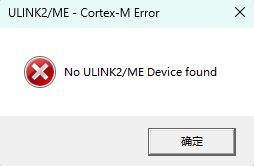 ULINK2/ME - Cortex-M Error
No ULINK2/ME Device found
确定